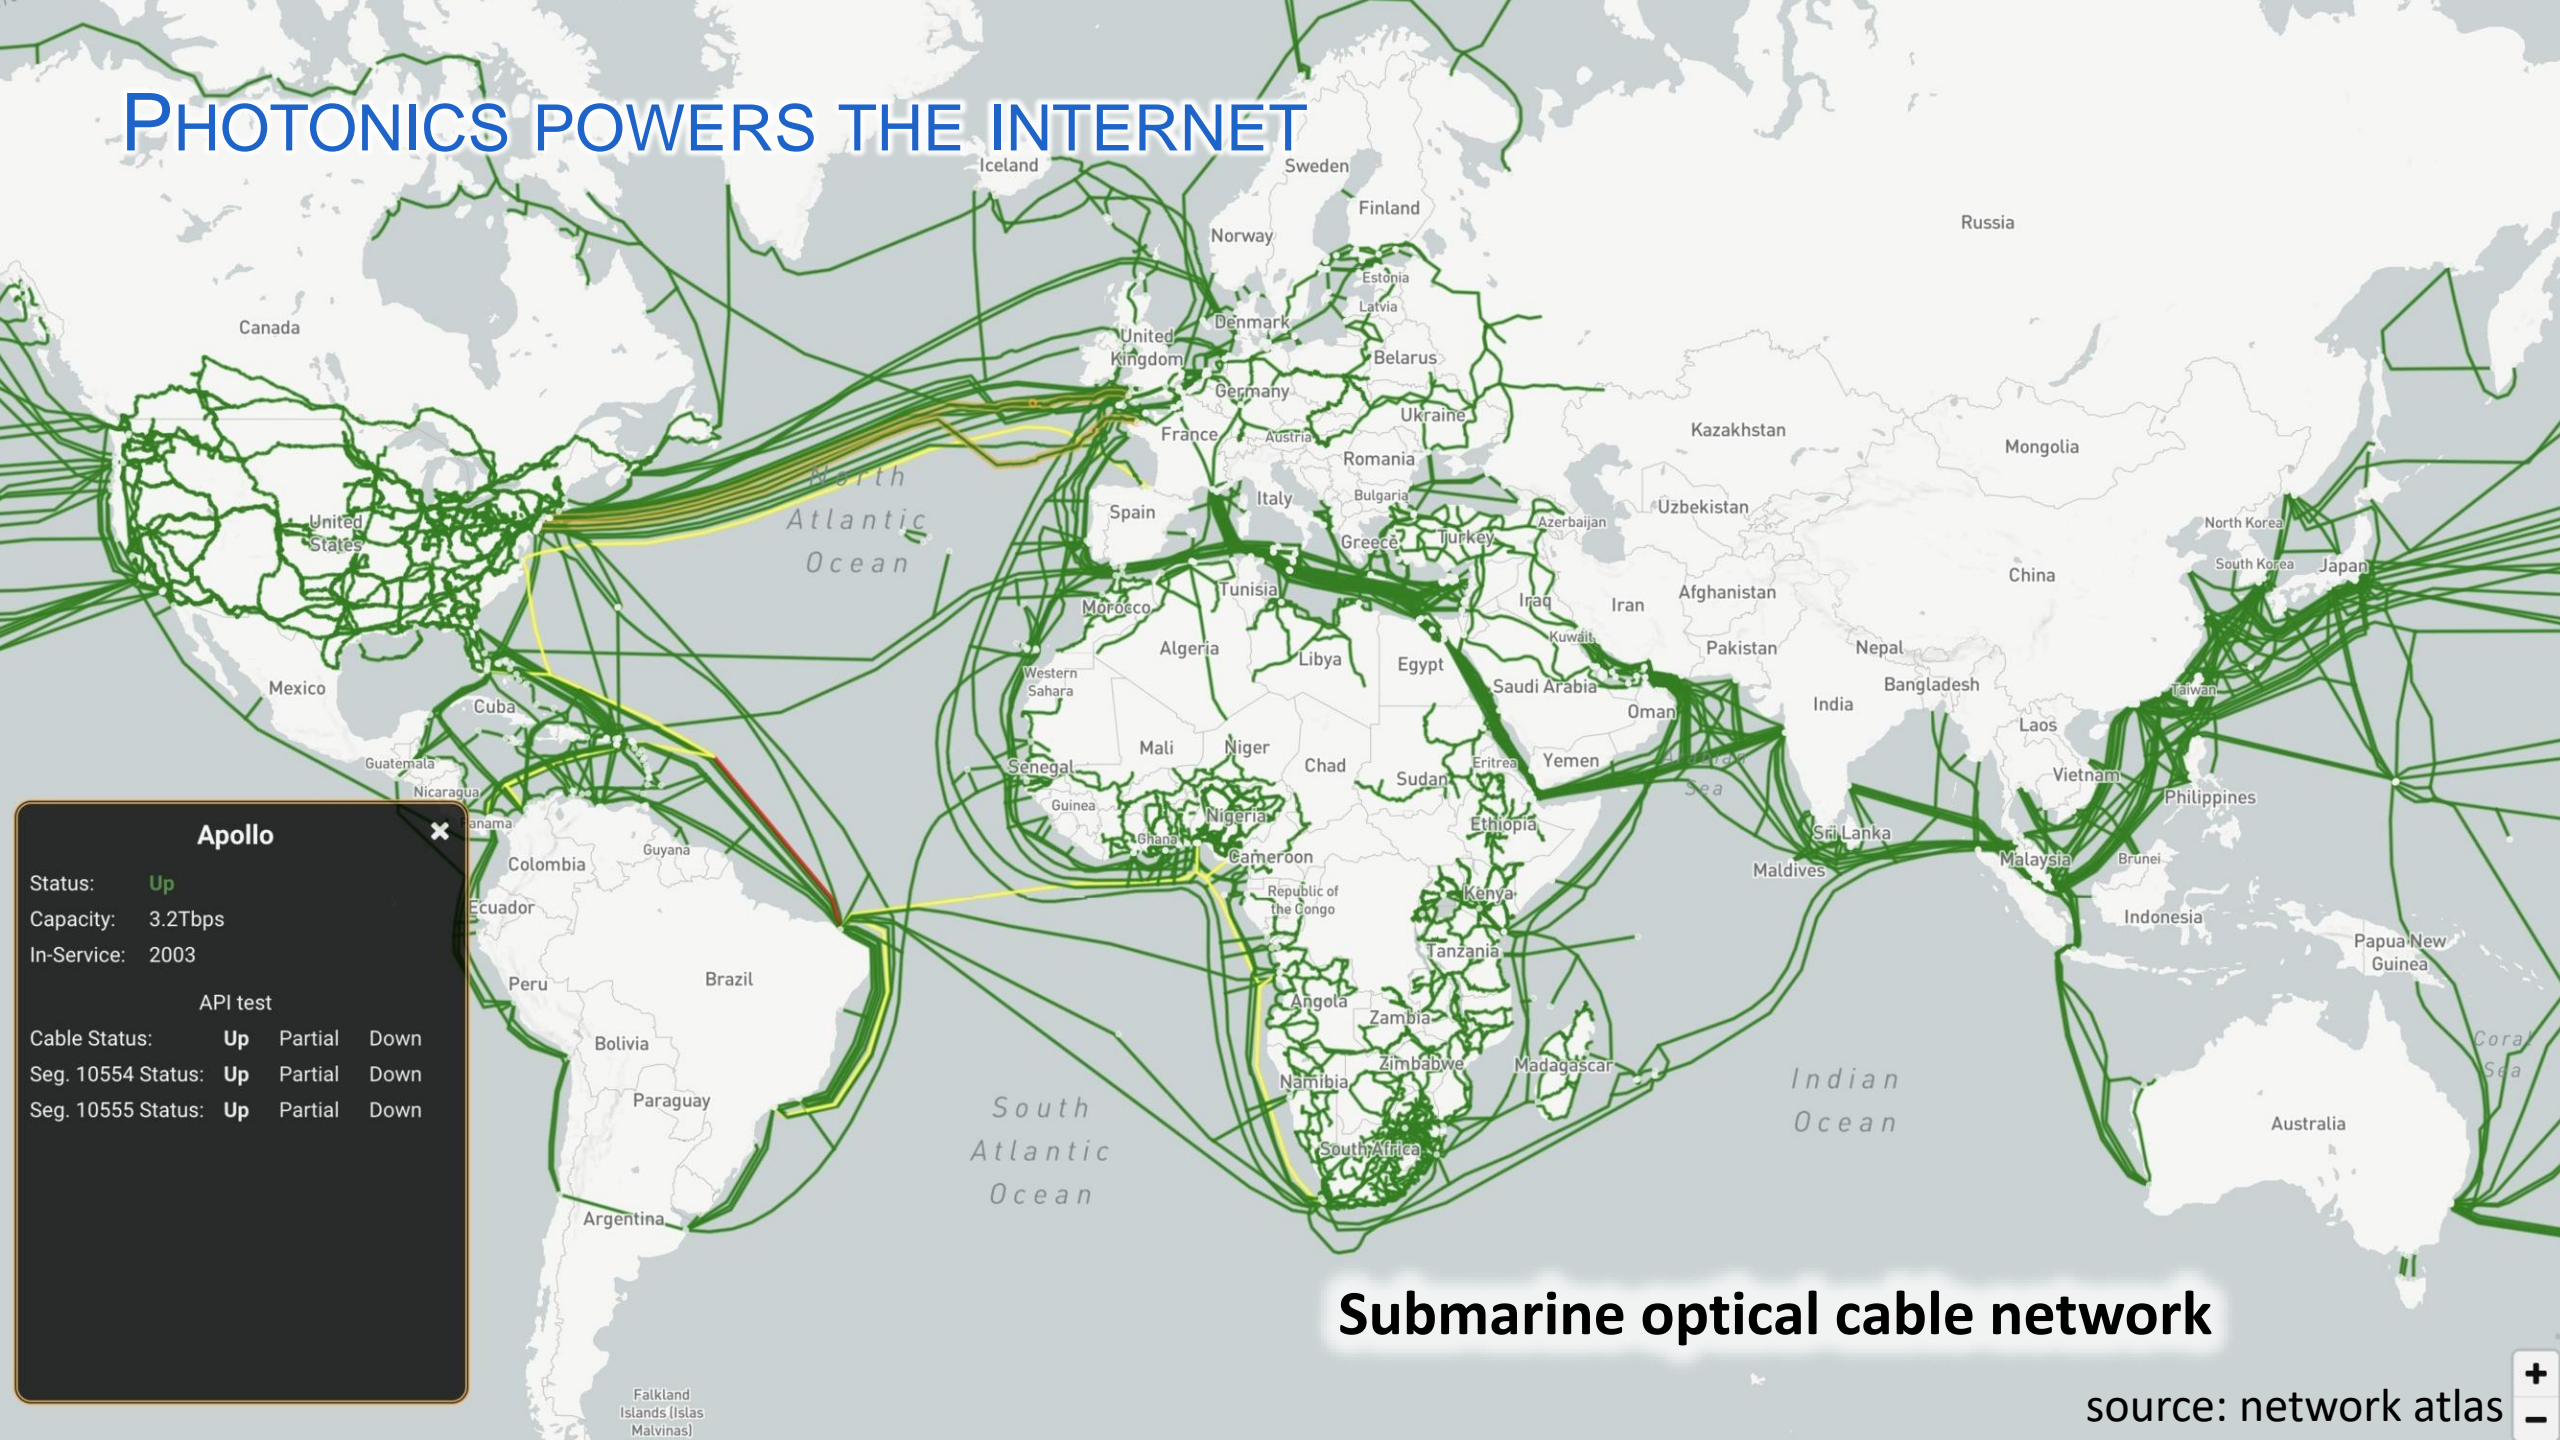 PHOTONICS POWERS THE INTERNET
Iceland
Sweden
Finland
Russia
Norway
Estonia
Latvia
Denmark
Canada
United
Kingdom
Belarus
Germany
Ukraine
France
Austria
Kazakhstan
Mongolia
Romania
North
Atlantic
Ocean
Italy
Bulgaria
Spain
Uzbekistan
Azerbaijan
North Korea
United
States
Greece
Turkey
South Korea
Japan
China
Tunisia
Afghanistan
Iraq
Iran
Morocco
Kuwait
Algeria
Libya
Egypt
Pakistan
Nepal
Western
Sahara
Saudi Arabia
Bangladesh
Taiwan
Mexico
Cuba
Oman
India
Laos
Mali
Niger
Chad
Guatemala
Senegal
Eritrea
Yemen
Arabian
Sea
Sudan
Vietnam
Nicaragua
Guinea
Nigeria
Philippines
Panama
Ghana
Ethiopia
Sri Lanka
Guyana
Colombia
Cameroon
Maldives
Malaysia
Brunei
Ecuador
Republic of
the Congo
Kenya
Indonesia
Tanzania
Papua New
Guinea
Peru
Brazil
Angola
Zambia
Bolivia
Zimbabwe
Madagascar
Coral
Sea
Namibia
Indian
Ocean
Paraguay
South
Atlantic
Ocean
South Africa
Australia
Argentina
Falkland
Islands (Islas
Malvinas)
Apollo
Status: Up
Capacity: 3.2Tbps
In-Service: 2003
API test
Cable Status: Up Partial Down
Seg. 10554 Status: Up Partial Down
Seg. 10555 Status: Up Partial Down
Submarine optical cable network
source: network atlas